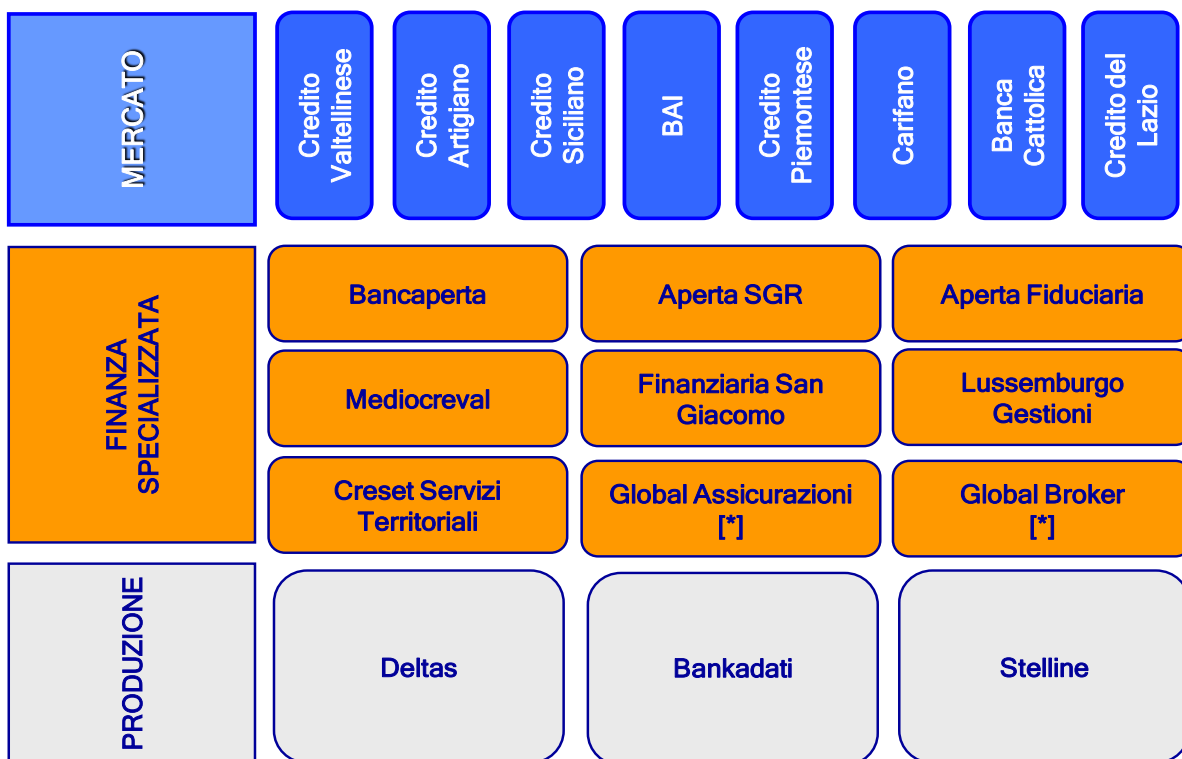 MERCATO
Credito
Valtellinese
Credito
Artigiano
Credito
Siciliano
BAI
Credito
Piemontese
Carifano
Banca
Cattolica
Credito del
Lazio
FINANZA
SPECIALIZZATA
Bancaperta
Aperta SGR
Aperta Fiduciaria
Mediocreval
Finanziaria San
Giacomo
Lussemburgo
Gestioni
Creset Servizi
Territoriali
Global Assicurazioni
[*]
Global Broker
[*]
PRODUZIONE
Deltas
Bankadati
Stelline